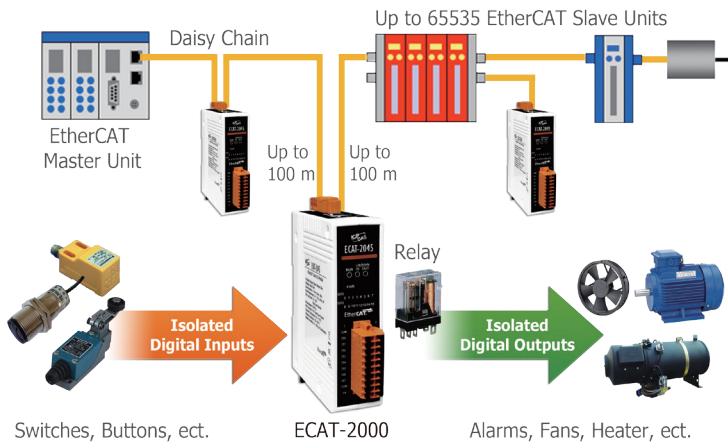 Up to 65535 EtherCAT Slave Units
Daisy Chain
EtherCAT
Master Unit
Up to
100 m
Up to
100 m
ECAT-2045
Relay
EtherCAT
Isolated
Digital Inputs
Isolated
Digital Outputs
Switches, Buttons, ect.
ECAT-2000
Alarms, Fans, Heater, ect.